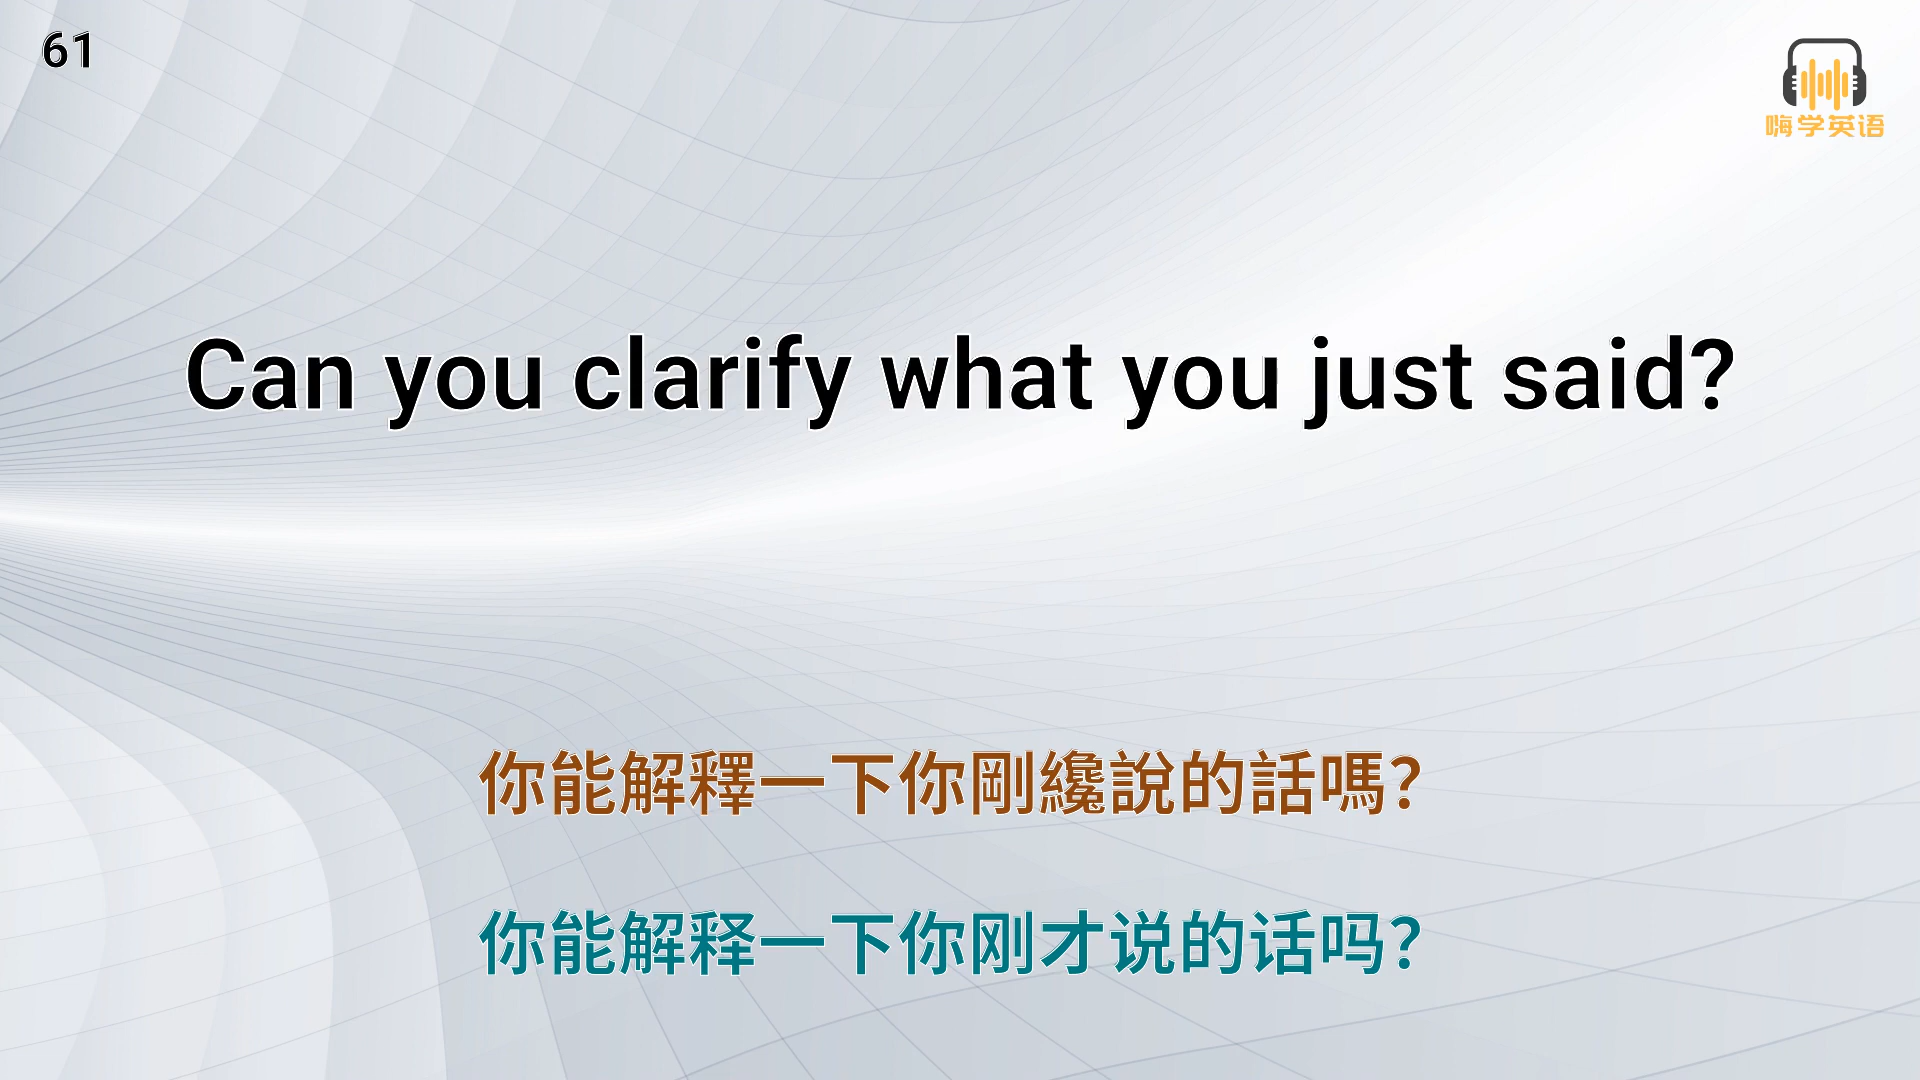 61
嗨学英语
Can you clarify what you just said?
你能解釋一下你剛纔說的話嗎?
你能解释一下你刚才说的话吗?